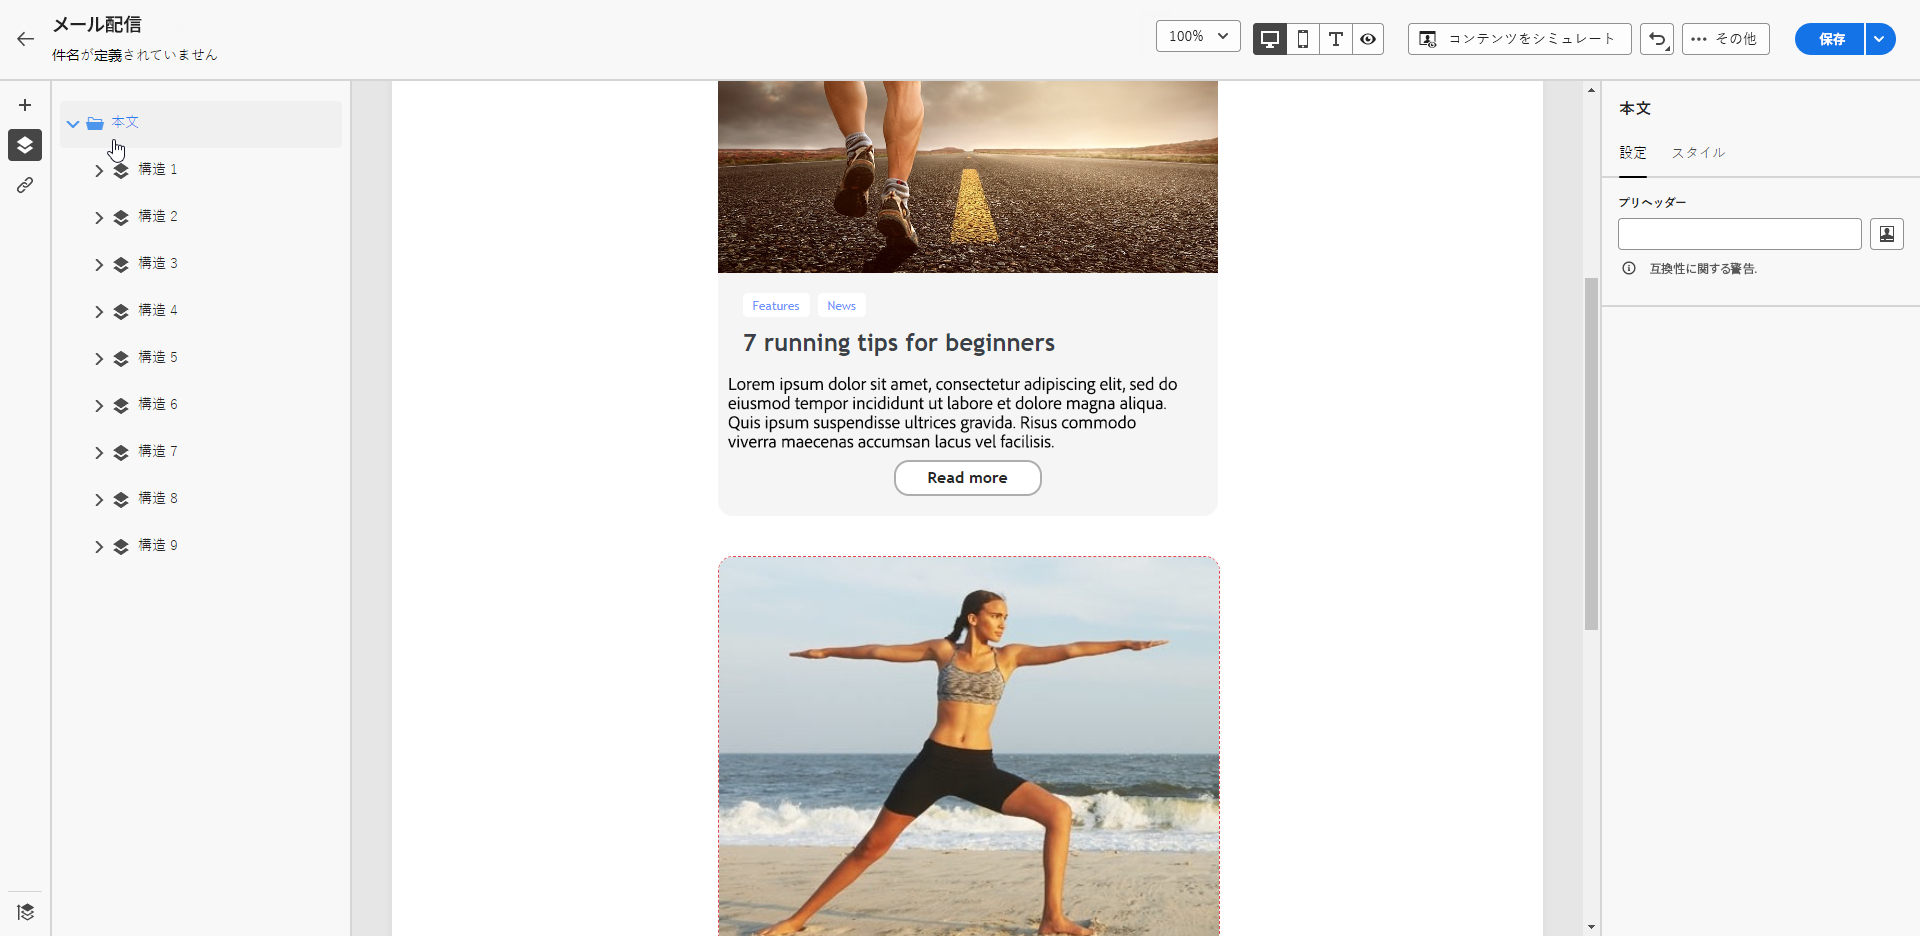 メール配信
件名が定義されていません
100%
コンテンツをシミュレート
その他
保存
本文
構造 1
構造 2
構造 3
構造 4
構造 5
構造 6
構造 7
構造 8
構造 9
Features News
7 running tips for beginners
Lorem ipsum dolor sit amet, consectetur adipiscing elit, sed do
eiusmod tempor incididunt ut labore et dolore magna aliqua.
Quis ipsum suspendisse ultrices gravida. Risus commodo
viverra maecenas accumsan lacus vel facilisis.
Read more
本文
設定 スタイル
プリヘッダー
互換性に関する警告.